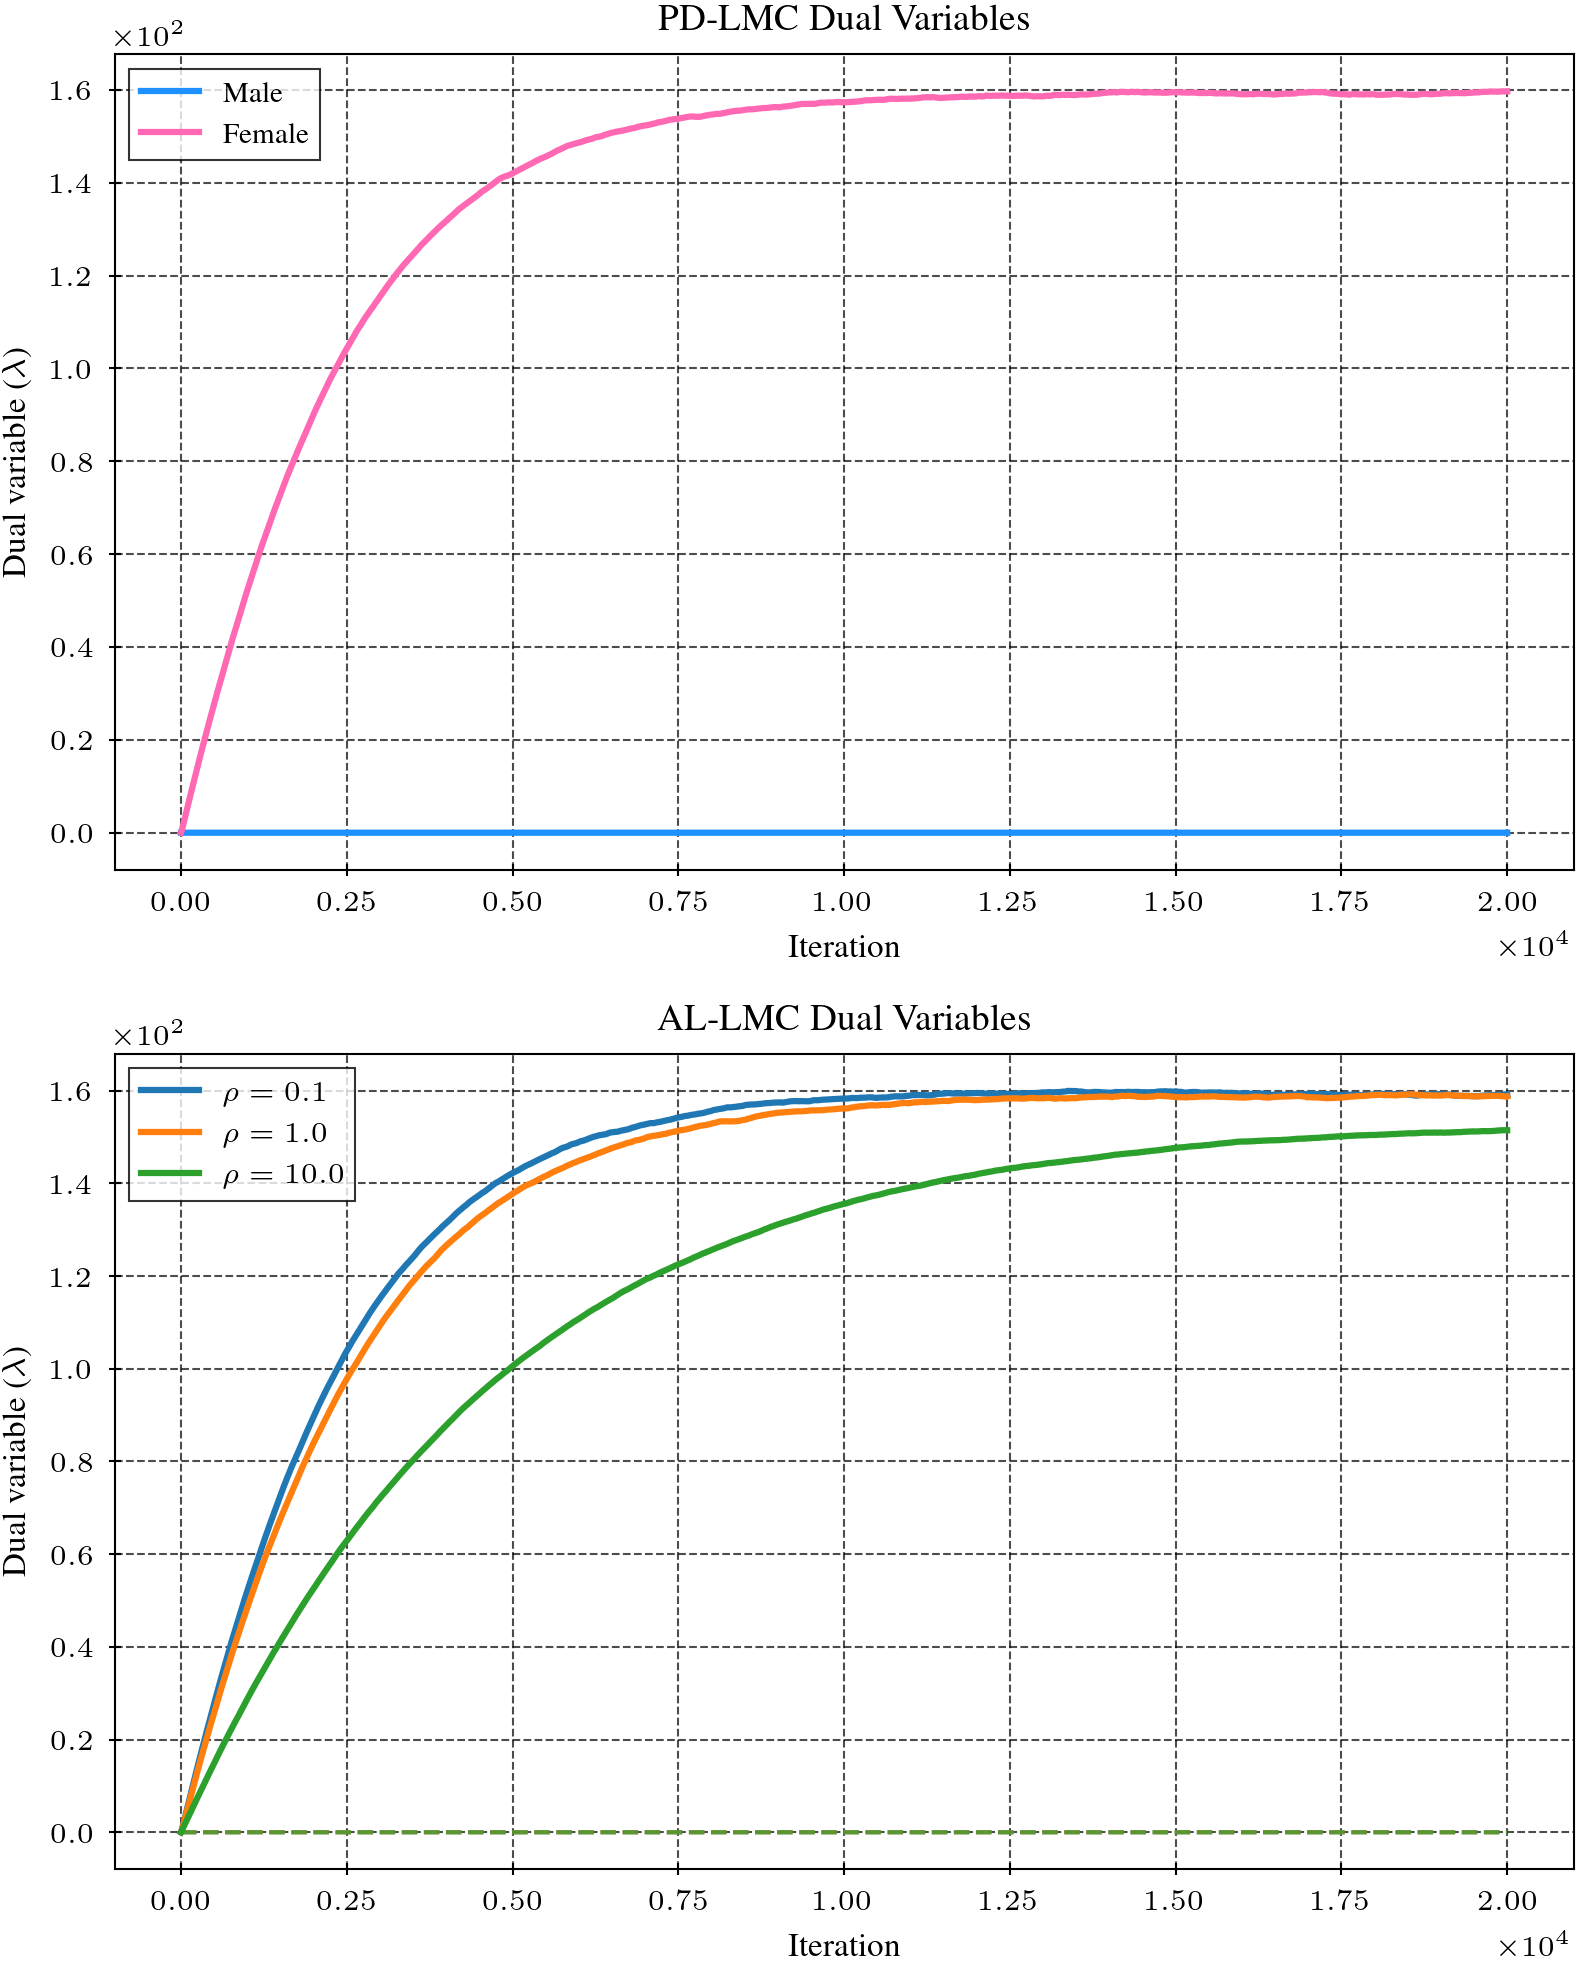 PD-LMC Dual Variables
×10²
Male
Female
1.6
1.4
1.2
1.0
0.8
0.6
0.4
0.2
0.0
Dual variable (λ)
0.00 0.25 0.50 0.75 1.00 1.25 1.50 1.75 2.00
Iteration
×10⁴
AL-LMC Dual Variables
×10²
ρ = 0.1
ρ = 1.0
ρ = 10.0
1.6
1.4
1.2
1.0
0.8
0.6
0.4
0.2
0.0
Dual variable (λ)
0.00 0.25 0.50 0.75 1.00 1.25 1.50 1.75 2.00
Iteration
×10⁴